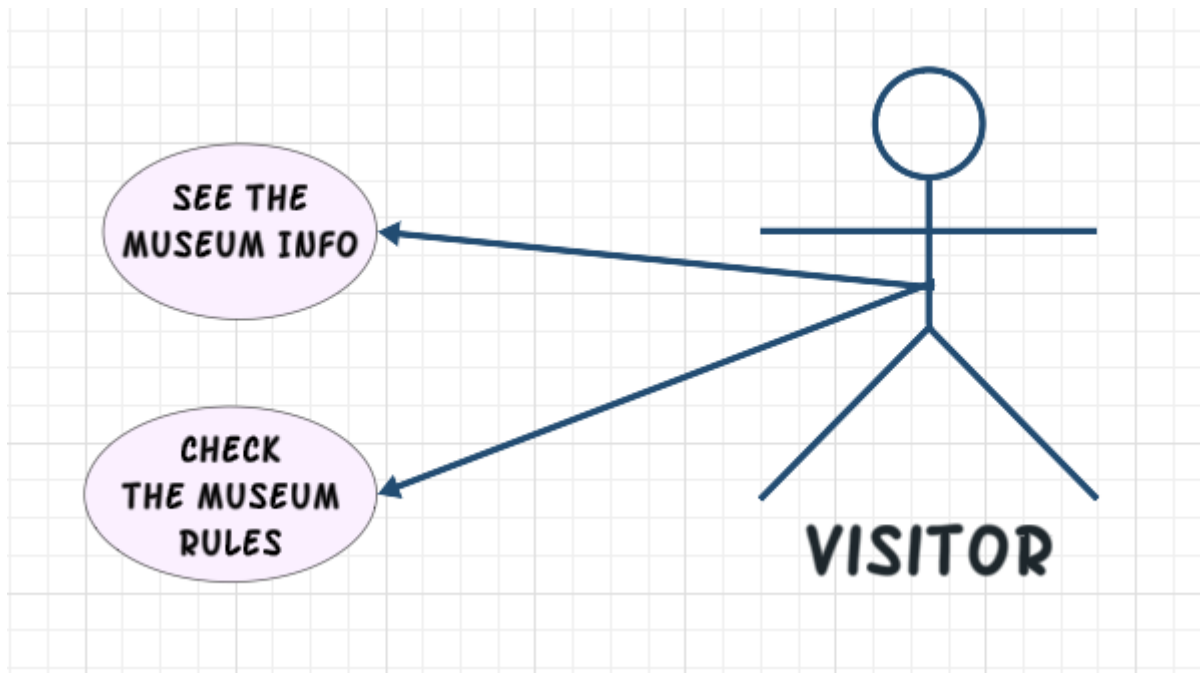 SEE THE
MUSEUM INFO
CHECK
THE MUSEUM
RULES
VISITOR